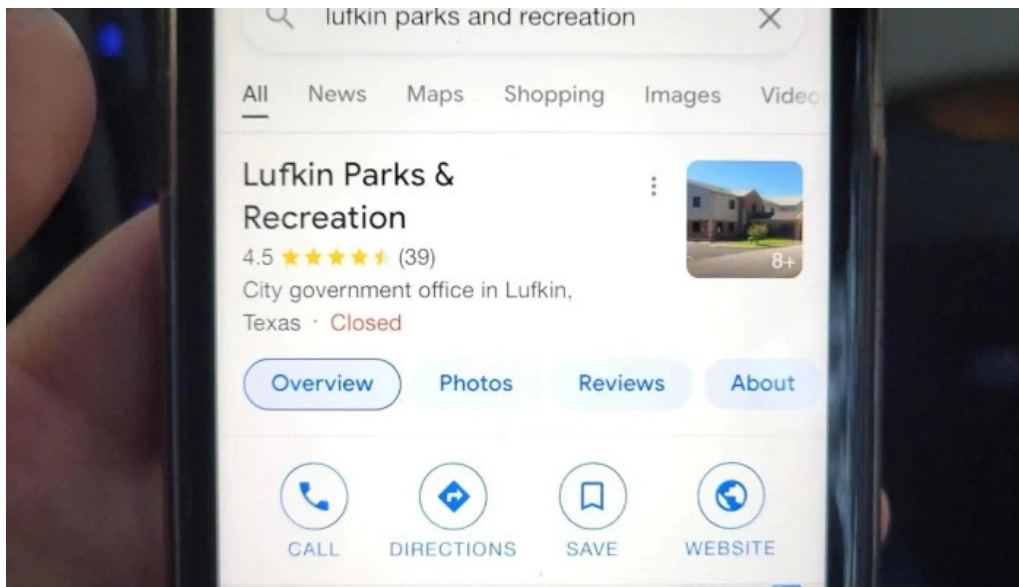 lufkin parks and recreation
All News Maps Shopping Images Video
Lufkin Parks &
Recreation
4.5 (39)
City government office in Lufkin,
Texas · Closed
8+
Overview Photos Reviews About
CALL DIRECTIONS SAVE WEBSITE